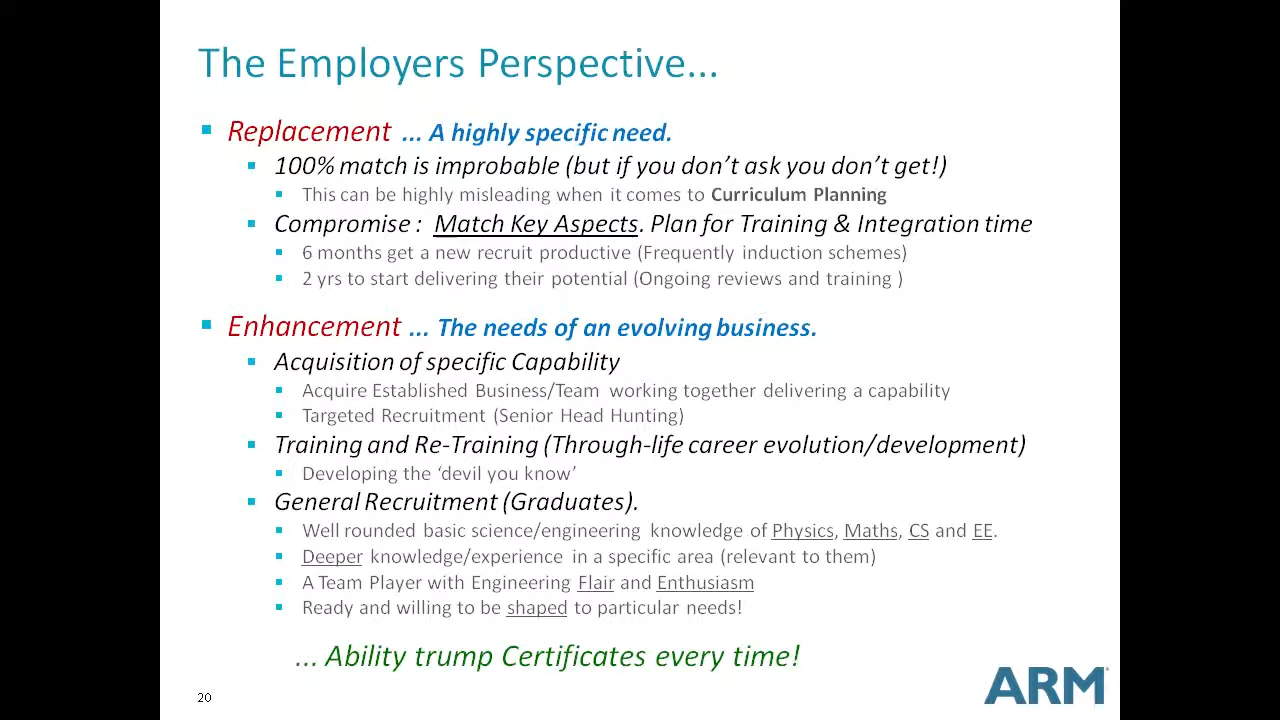 The Employers Perspective...
Replacement ... A highly specific need.
100% match is improbable (but if you don't ask you don't get!)
This can be highly misleading when it comes to Curriculum Planning
Compromise : Match Key Aspects. Plan for Training & Integration time
6 months get a new recruit productive (Frequently induction schemes)
2 yrs to start delivering their potential (Ongoing reviews and training )
Enhancement ... The needs of an evolving business.
Acquisition of specific Capability
Acquire Established Business/Team working together delivering a capability
Targeted Recruitment (Senior Head Hunting)
Training and Re-Training (Through-life career evolution/development)
Developing the 'devil you know'
General Recruitment (Graduates).
Well rounded basic science/engineering knowledge of Physics, Maths, CS and EE.
Deeper knowledge/experience in a specific area (relevant to them)
A Team Player with Engineering Flair and Enthusiasm
Ready and willing to be shaped to particular needs!
... Ability trump Certificates every time!
20
ARM®